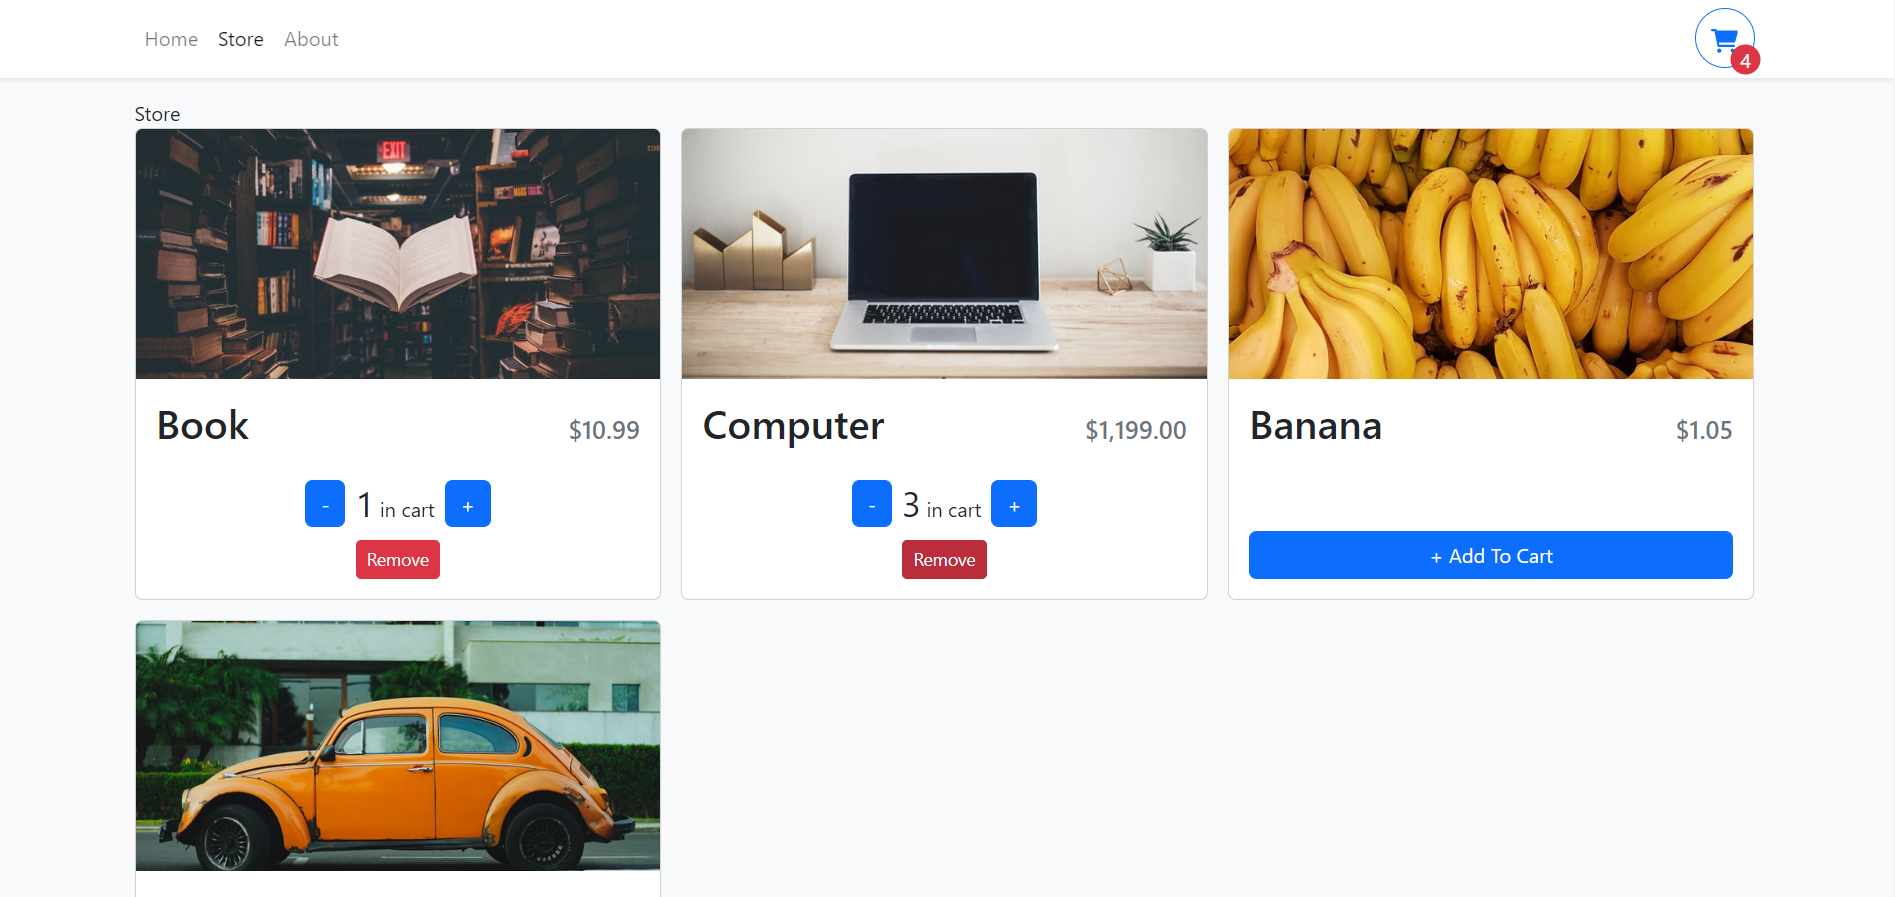 Home Store About
4
Store
EXIT
Book $10.99
- 1 in cart +
Remove
Computer $1,199.00
- 3 in cart +
Remove
Banana $1.05
+ Add To Cart